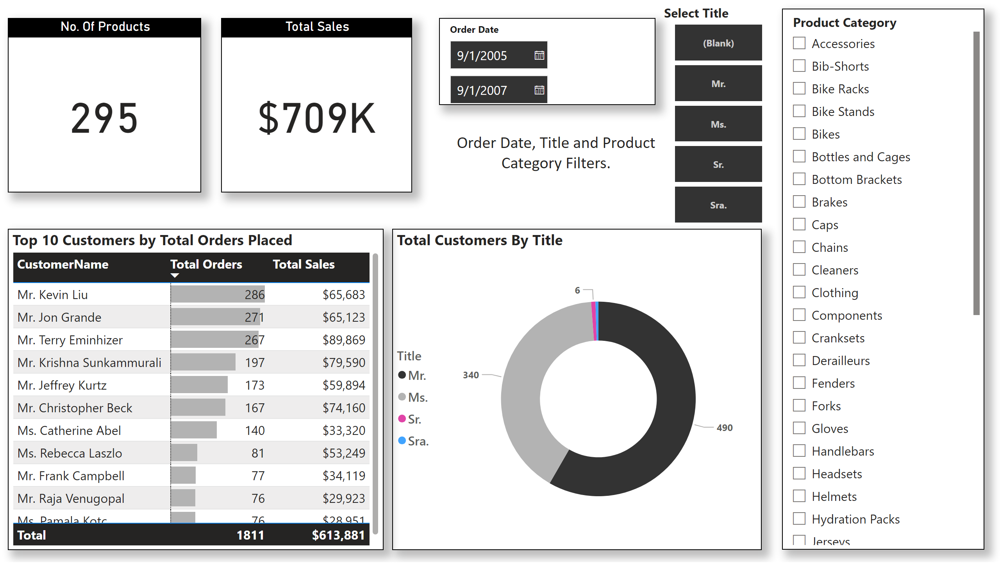 No. Of Products
295
Total Sales
$709K
Order Date
9/1/2005
9/1/2007
Order Date, Title and Product
Category Filters.
Select Title
(Blank)
Mr.
Ms.
Sr.
Sra.
Product Category
Accessories
Bib-Shorts
Bike Racks
Bike Stands
Bikes
Bottles and Cages
Bottom Brackets
Brakes
Caps
Chains
Cleaners
Clothing
Components
Cranksets
Derailleurs
Fenders
Forks
Gloves
Handlebars
Headsets
Helmets
Hydration Packs
Jerseys
Top 10 Customers by Total Orders Placed
CustomerName Total Orders Total Sales
Mr. Kevin Liu 286 $65,683
Mr. Jon Grande 271 $65,123
Mr. Terry Eminhizer 267 $89,869
Mr. Krishna Sunkammurali 197 $79,590
Mr. Jeffrey Kurtz 173 $59,894
Mr. Christopher Beck 167 $74,160
Ms. Catherine Abel 140 $33,320
Ms. Rebecca Laszlo 81 $53,249
Mr. Frank Campbell 77 $34,119
Mr. Raja Venugopal 76 $29,923
Ms. Pamala Kotc 76 $28,951
Total 1811 $613,881
Total Customers By Title
Title
Mr.
Ms.
Sr.
Sra.
6
340
490